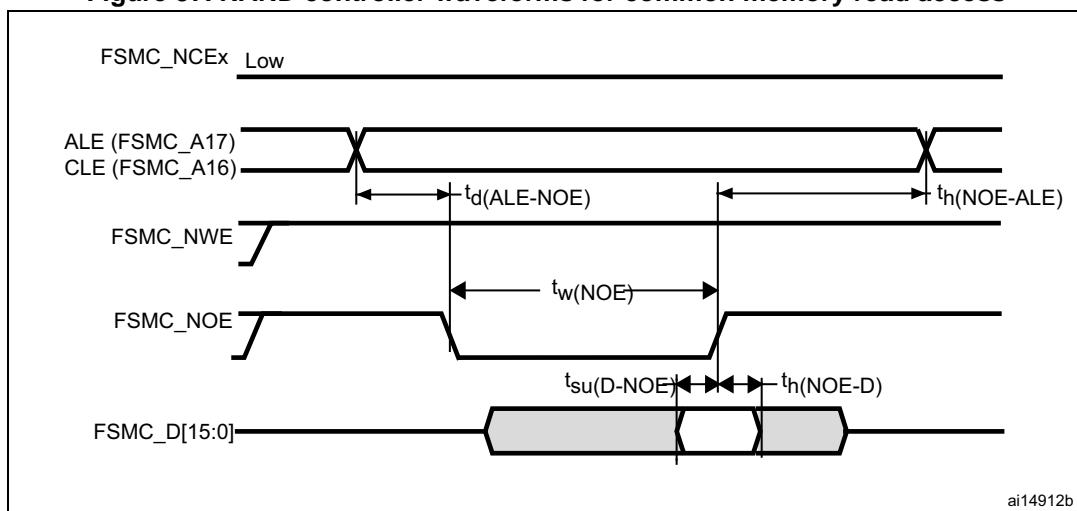 FSMC_NCEx Low
ALE (FSMC_A17)
CLE (FSMC_A16)
td(ALE-NOE)
th(NOE-ALE)
FSMC_NWE
tw(NOE)
FSMC_NOE
tsu(D-NOE)
th(NOE-D)
FSMC_D[15:0]
ai14912b